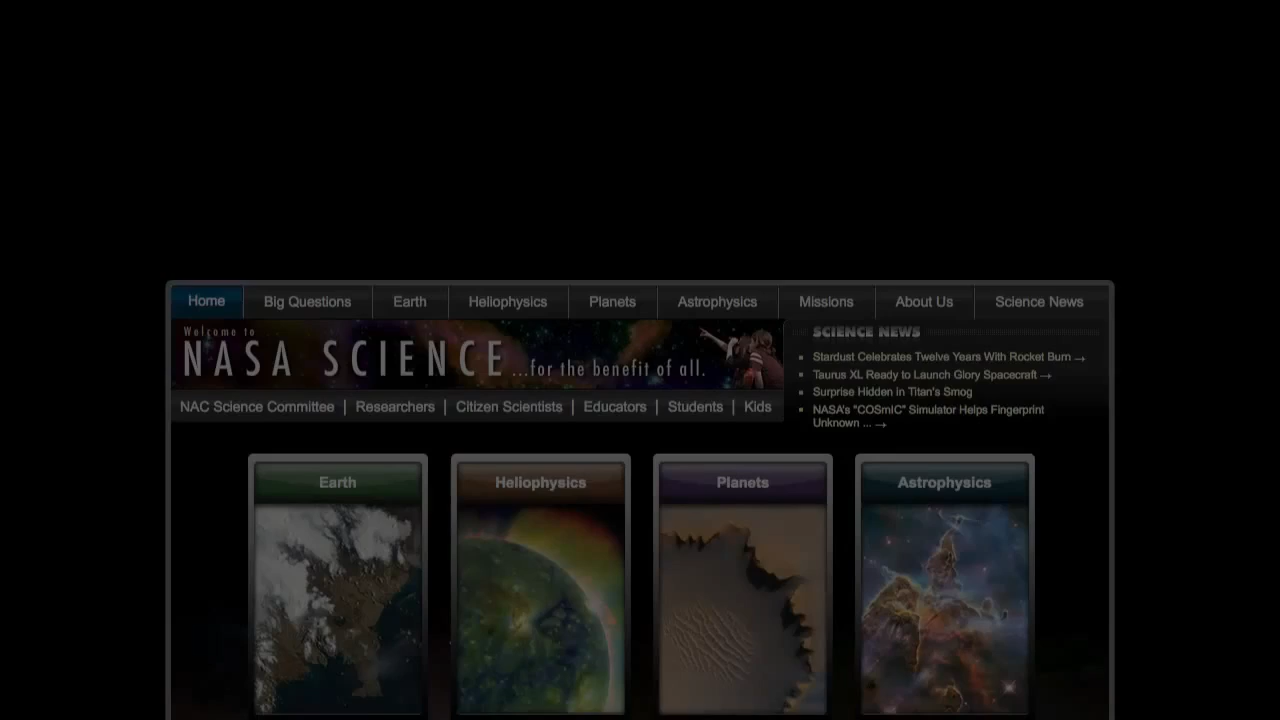 Home Big Questions Earth Heliophysics Planets Astrophysics Missions About Us Science News
Welcome to
NASA SCIENCE ...for the benefit of all.
NAC Science Committee | Researchers | Citizen Scientists | Educators | Students | Kids
SCIENCE NEWS
Stardust Celebrates Twelve Years With Rocket Burn →
Taurus XL Ready to Launch Glory Spacecraft →
Surprise Hidden in Titan's Smog
NASA's "COSmIC" Simulator Helps Fingerprint
Unknown ... →
Earth Heliophysics Planets Astrophysics